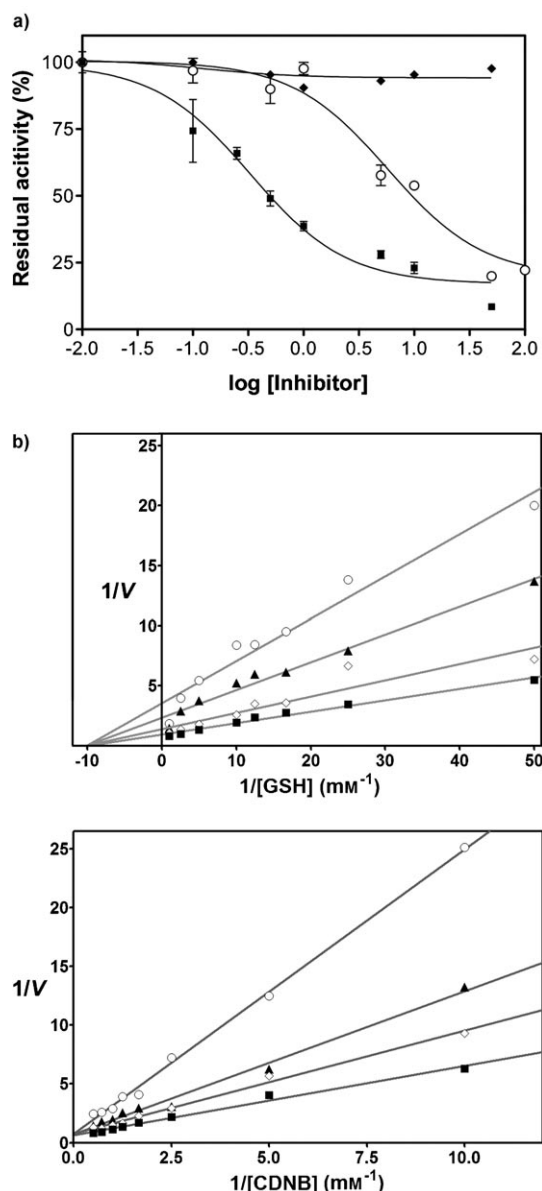 a)
Residual acitivity (%)
100
75
50
25
0
-2.0 -1.5 -1.0 -0.5 0.0 0.5 1.0 1.5 2.0
log [Inhibitor]
b)
25
20
1/V
15
10
5
-10 0 10 20 30 40 50
1/[GSH] (mM⁻¹)
25
20
1/V
15
10
5
0
0.0 2.5 5.0 7.5 10.0
1/[CDNB] (mM⁻¹)